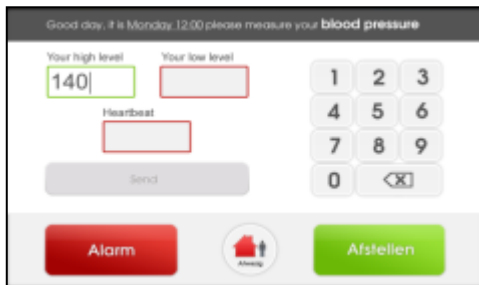 Good day, it is Monday 12.00 please measure your blood pressure
Your high level Your low level
140
Heartbeat
Send
1 2 3
4 5 6
7 8 9
0
Alarm
Afwezig
Afstellen